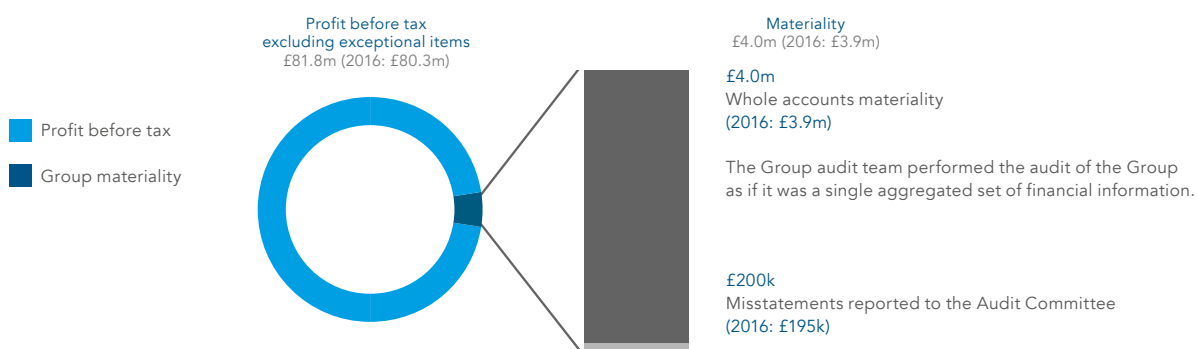 Profit before tax
excluding exceptional items
£81.8m (2016: £80.3m)
Profit before tax
Group materiality
Materiality
£4.0m (2016: £3.9m)
£4.0m
Whole accounts materiality
(2016: £3.9m)
The Group audit team performed the audit of the Group
as if it was a single aggregated set of financial information.
£200k
Misstatements reported to the Audit Committee
(2016: £195k)